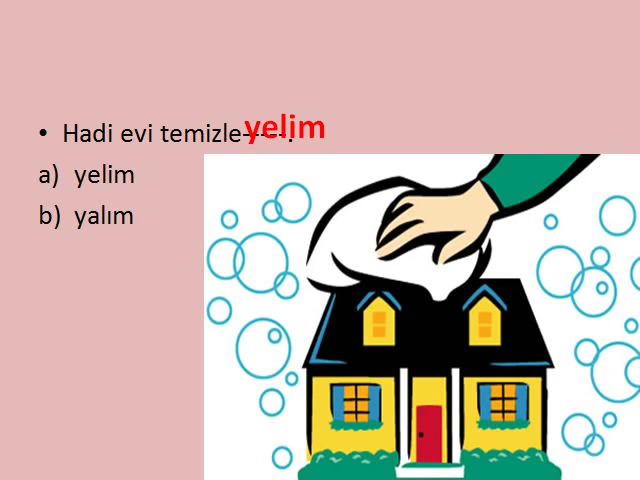 • Hadi evi temizle-----.yelim
a) yelim
b) yalım